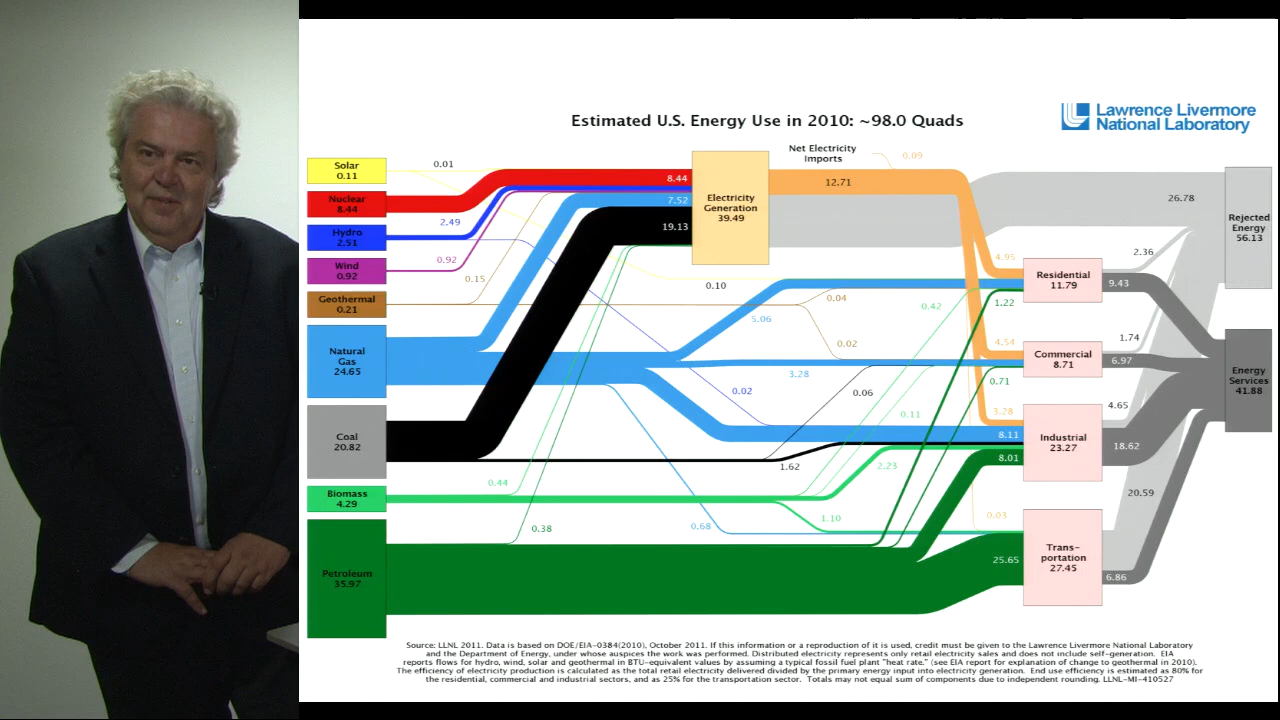 Lawrence Livermore
National Laboratory
Estimated U.S. Energy Use in 2010: ~98.0 Quads
Net Electricity
Imports
0.09
Solar
0.11
0.01
Nuclear
8.44
8.44
12.71
26.78
Electricity
Generation
39.49
7.52
19.13
Rejected
Energy
56.13
Hydro
2.51
2.49
Wind
0.92
0.92
0.15
4.95
2.36
Residential
11.79
9.43
Geothermal
0.21
0.10
0.04
0.42
1.22
5.06
Natural
Gas
24.65
0.02
4.54
1.74
Commercial
8.71
6.97
3.28
0.71
0.02
0.06
Energy
Services
41.88
Coal
20.82
0.11
3.28
4.65
8.11
Industrial
23.27
18.62
8.01
1.62
2.23
Biomass
4.29
0.44
20.59
0.38
0.68
1.10
0.03
Petroleum
35.97
25.65
Trans-
portation
27.45
6.86
Source: LLNL 2011. Data is based on DOE/EIA-0384(2010), October 2011. If this information or a reproduction of it is used, credit must be given to the Lawrence Livermore National Laboratory
and the Department of Energy, under whose auspices the work was performed. Distributed electricity represents only retail electricity sales and does not include self-generation. EIA
reports flows for hydro, wind, solar and geothermal in BTU-equivalent values by assuming a typical fossil fuel plant "heat rate." (see EIA report for explanation of change to geothermal in 2010).
The efficiency of electricity production is calculated as the total retail electricity delivered divided by the primary energy input into electricity generation. End use efficiency is estimated as 80% for
the residential, commercial and industrial sectors, and as 25% for the transportation sector. Totals may not equal sum of components due to independent rounding. LLNL-MI-410527